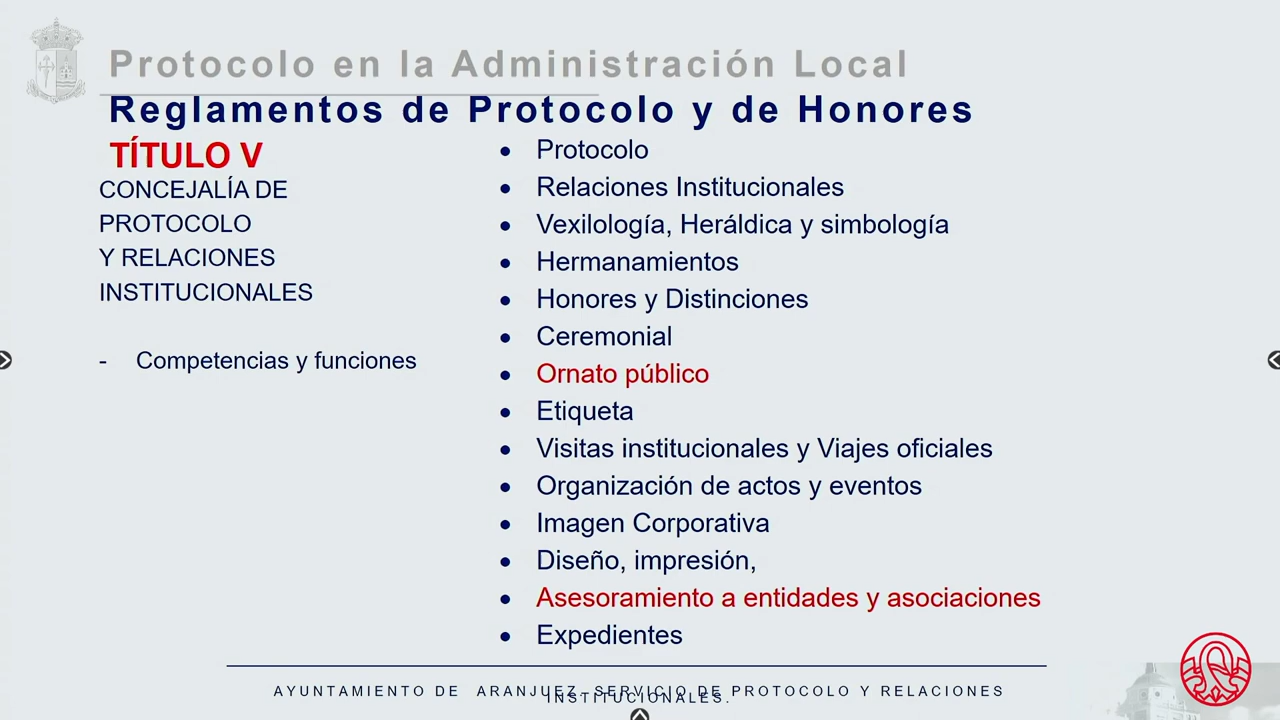 Protocolo en la Administración Local
Reglamentos de Protocolo y de Honores
TÍTULO V
CONCEJALÍA DE
PROTOCOLO
Y RELACIONES
INSTITUCIONALES
- Competencias y funciones
• Protocolo
• Relaciones Institucionales
• Vexilología, Heráldica y simbología
• Hermanamientos
• Honores y Distinciones
• Ceremonial
• Ornato público
• Etiqueta
• Visitas institucionales y Viajes oficiales
• Organización de actos y eventos
• Imagen Corporativa
• Diseño, impresión,
• Asesoramiento a entidades y asociaciones
• Expedientes
AYUNTAMIENTO DE ARANJUEZ. SERVICIO DE PROTOCOLO Y RELACIONES
INSTITUCIONALES.